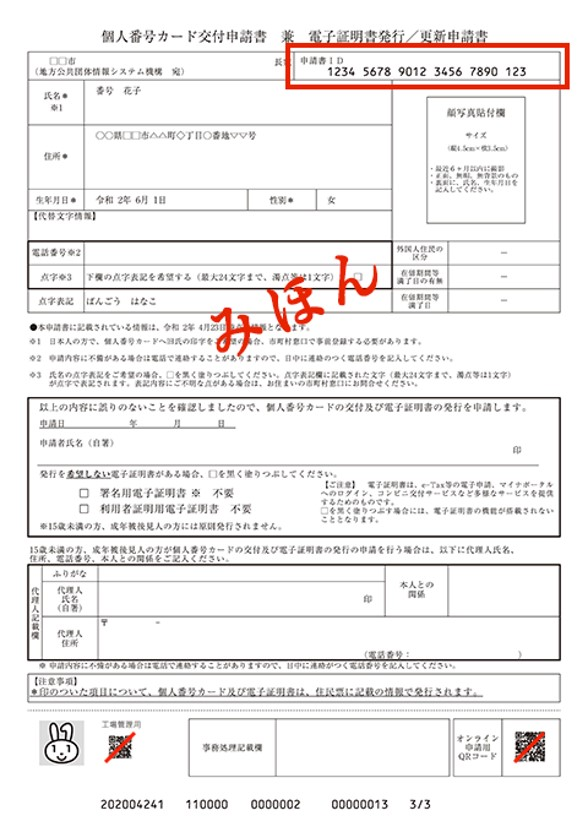 個人番号カード交付申請書　兼　電子証明書発行／更新申請書
□□市
（地方公共団体情報システム機構　宛）
申請書ＩＤ
1234 5678 9012 3456 7890 123
氏名＊
※1
番号　花子
住所＊
〇〇県□□市△△町◇丁目〇番地▽▽号
生年月日＊
令和 2年 6月 1日
性別＊
女
【代替文字情報】
顔写真貼付欄
サイズ
（縦4.5cm×横3.5cm）
・最近6ヶ月以内に撮影
・正面、無帽、無背景のもの
・裏面に、氏名、生年月日を
記入してください。
電話番号※2
外国人住民の
区分
－
点字※3
下欄の点字表記を希望する（最大24文字まで、濁点等は1文字）　□
在留期間等
満了日の有無
－
点字表記
ばんごう　はなこ
在留期間等
満了日
－
みほん
●本申請書に記載されている情報は、令和 2年 4月23日
※1　日本人の方で、個人番号カードへ旧氏の印字をご希望の場合、市町村窓口で事前登録する必要があります。
※2　申請内容に不備がある場合は電話で連絡することがありますので、日中に連絡のつく電話番号を記入してください。
※3　氏名の点字表記をご希望の場合、□を黒く塗りつぶしてください。点字表記欄に記載された文字（最大24文字まで、濁点等は1文字）
が点字で表記されます。表記内容にご不明な点がある場合は、お住まいの市町村窓口にお問合せください。
以上の内容に誤りのないことを確認しましたので、個人番号カードの交付及び電子証明書の発行を申請します。
申請日　　　年　　　月　　　日
申請者氏名（自署）
印
発行を希望しない電子証明書がある場合、□を黒く塗りつぶしてください。
□　署名用電子証明書 ※　不要
□　利用者証明用電子証明書　不要
※15歳未満の方、成年被後見人の方には原則発行されません。
【ご注意】　電子証明書は、e-Tax等の電子申請、マイナポータル
へのログイン、コンビニ交付サービスなど多様なサービスを提供
するためのものです。
□を黒く塗りつぶす場合には、電子証明書の機能が搭載されない
こととなります。
15歳未満の方、成年被後見人の方が個人番号カードの交付及び電子証明書の発行の申請を行う場合は、以下に代理人氏名、
住所、電話番号、本人との関係をご記入ください。
代理人記載欄
ふりがな
代理人
氏名
（自署）
印
本人との
関係
代理人
住所
〒　　－
（電話番号：　　　　　　）
※ 申請内容に不備がある場合は電話で連絡することがありますので、日中に連絡がつく電話番号を記入してください。
【注意事項】
＊印のついた項目について、個人番号カード及び電子証明書は、住民票に記載の情報で発行されます。
工場管理用
事務処理記載欄
オンライン
申請用
QRコード
202004241　110000　0000002　00000013　3/3